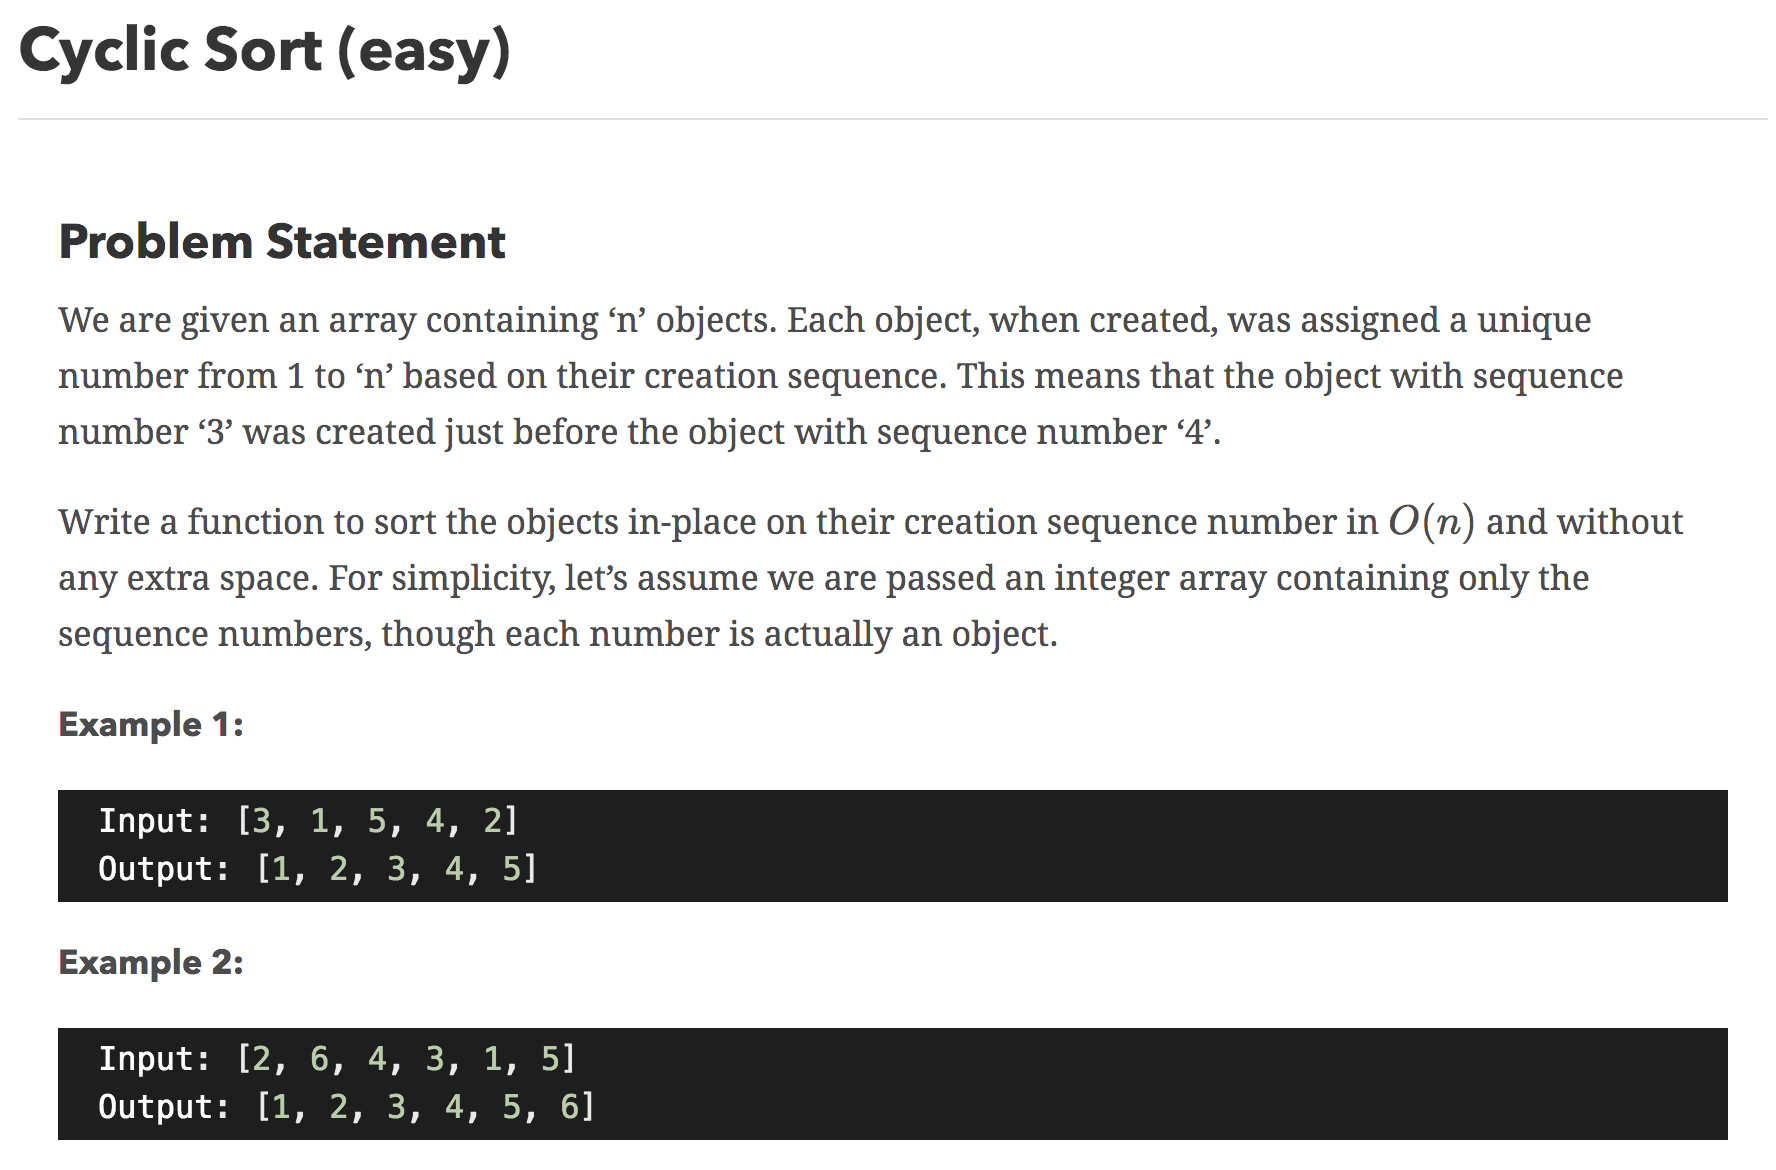 Cyclic Sort (easy)
Problem Statement
We are given an array containing ‘n’ objects. Each object, when created, was assigned a unique
number from 1 to ‘n’ based on their creation sequence. This means that the object with sequence
number ‘3’ was created just before the object with sequence number ‘4’.
Write a function to sort the objects in-place on their creation sequence number in O(n) and without
any extra space. For simplicity, let’s assume we are passed an integer array containing only the
sequence numbers, though each number is actually an object.
Example 1:
Input: [3, 1, 5, 4, 2]
Output: [1, 2, 3, 4, 5]
Example 2:
Input: [2, 6, 4, 3, 1, 5]
Output: [1, 2, 3, 4, 5, 6]